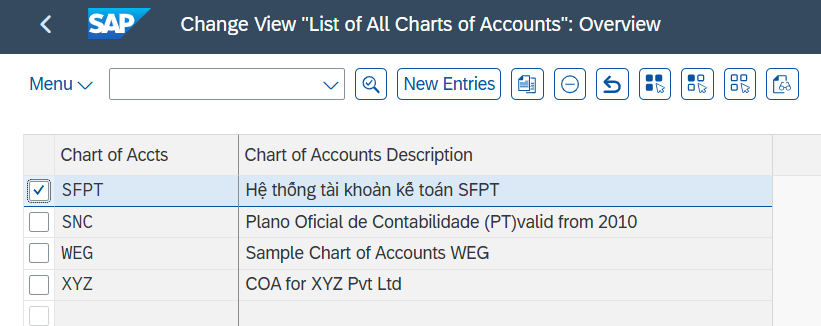 SAP Change View "List of All Charts of Accounts": Overview
Menu New Entries
Chart of Accts Chart of Accounts Description
SFPT Hệ thống tài khoản kế toán SFPT
SNC Plano Oficial de Contabilidade (PT)valid from 2010
WEG Sample Chart of Accounts WEG
XYZ COA for XYZ Pvt Ltd